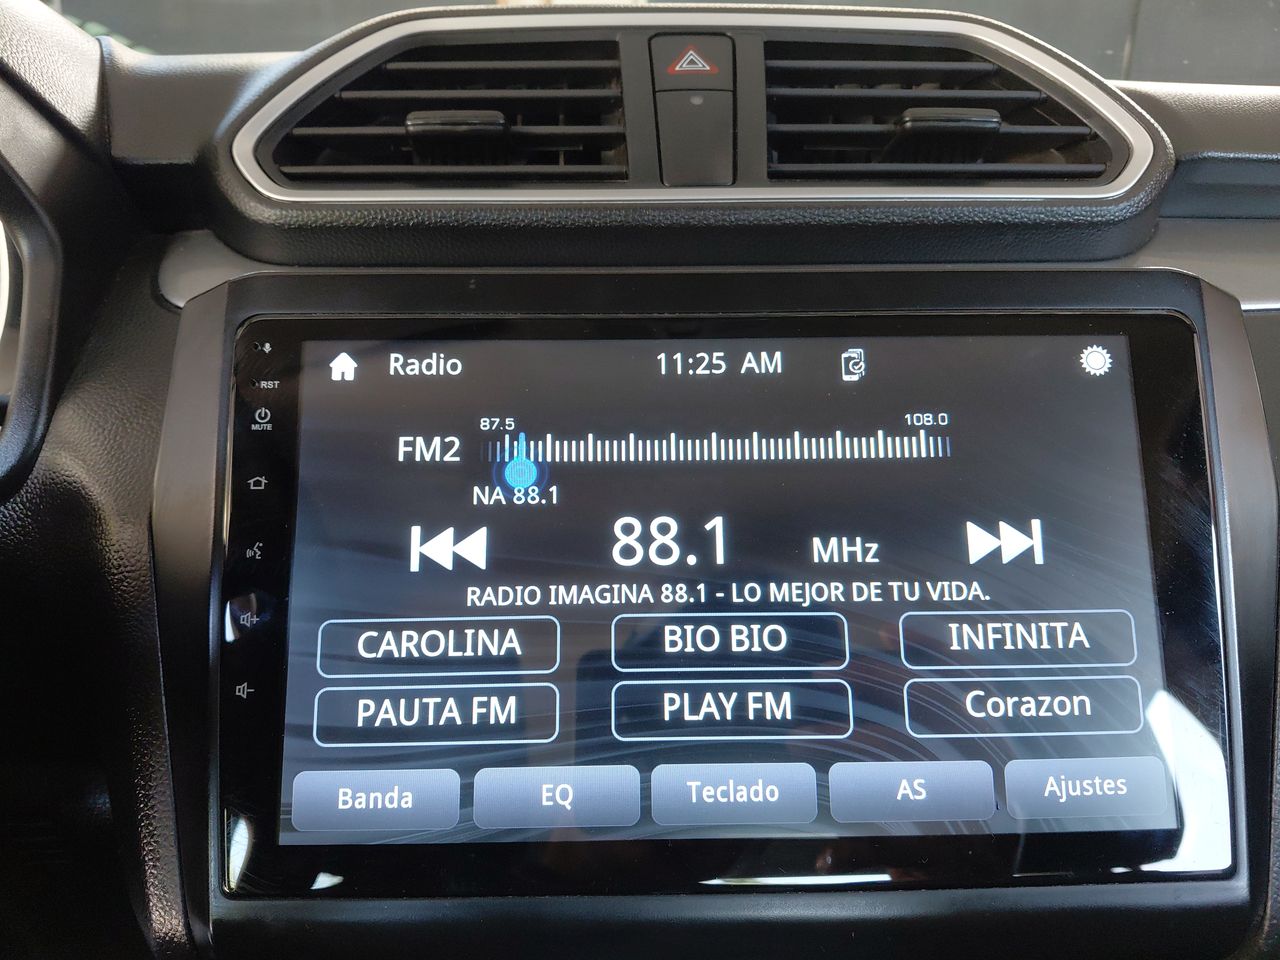 Radio 11:25 AM
RST
MUTE
87.5 108.0
FM2
NA 88.1
88.1 MHz
RADIO IMAGINA 88.1 - LO MEJOR DE TU VIDA.
CAROLINA BIO BIO INFINITA
PAUTA FM PLAY FM Corazon
Banda EQ Teclado AS Ajustes